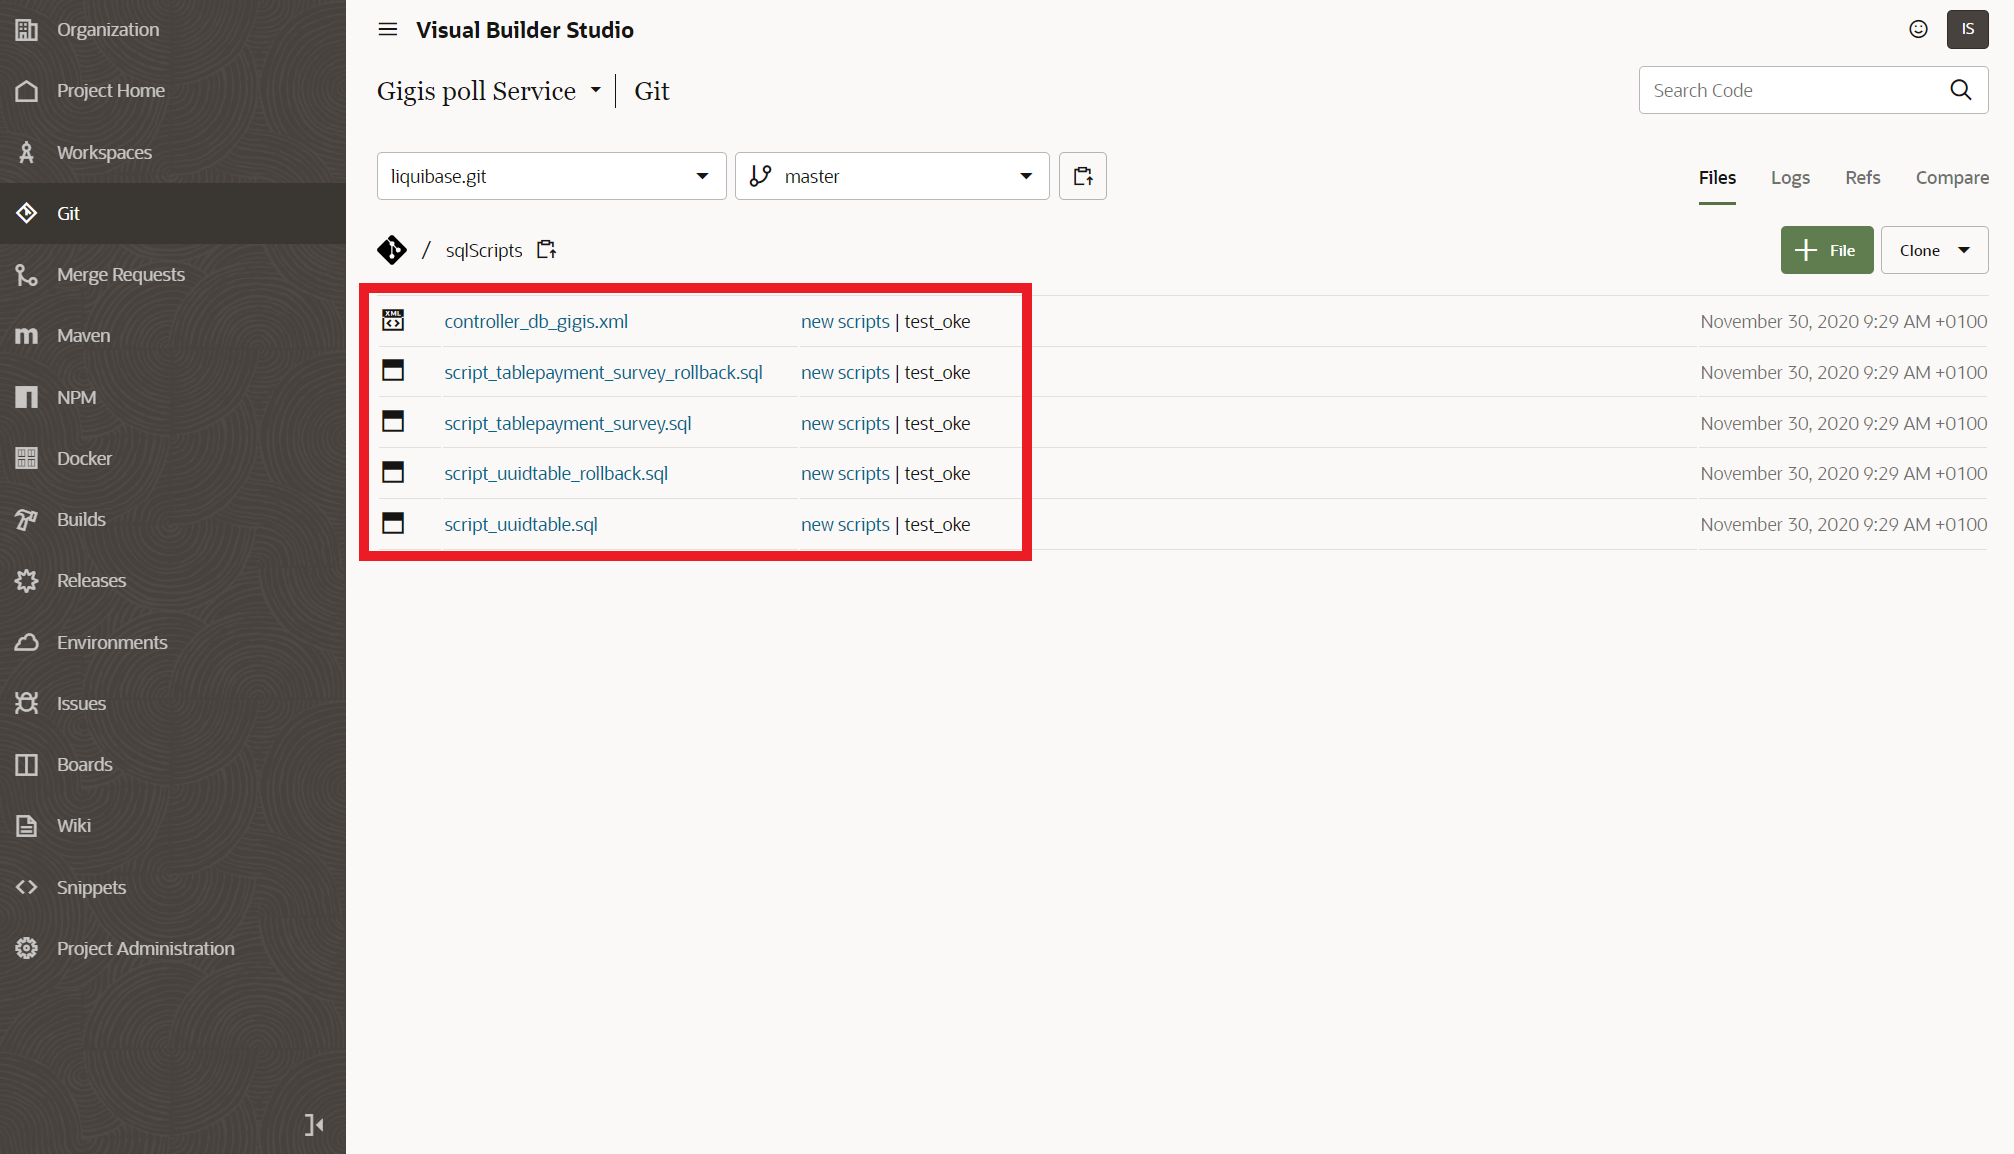 Organization
Project Home
Workspaces
Git
Merge Requests
Maven
NPM
Docker
Builds
Releases
Environments
Issues
Boards
Wiki
Snippets
Project Administration
Visual Builder Studio
IS
Gigis poll Service | Git
Search Code
liquibase.git
master
Files Logs Refs Compare
/ sqlScripts
+ File
Clone
XML
controller_db_gigis.xml new scripts | test_oke November 30, 2020 9:29 AM +0100
script_tablepayment_survey_rollback.sql new scripts | test_oke November 30, 2020 9:29 AM +0100
script_tablepayment_survey.sql new scripts | test_oke November 30, 2020 9:29 AM +0100
script_uuidtable_rollback.sql new scripts | test_oke November 30, 2020 9:29 AM +0100
script_uuidtable.sql new scripts | test_oke November 30, 2020 9:29 AM +0100